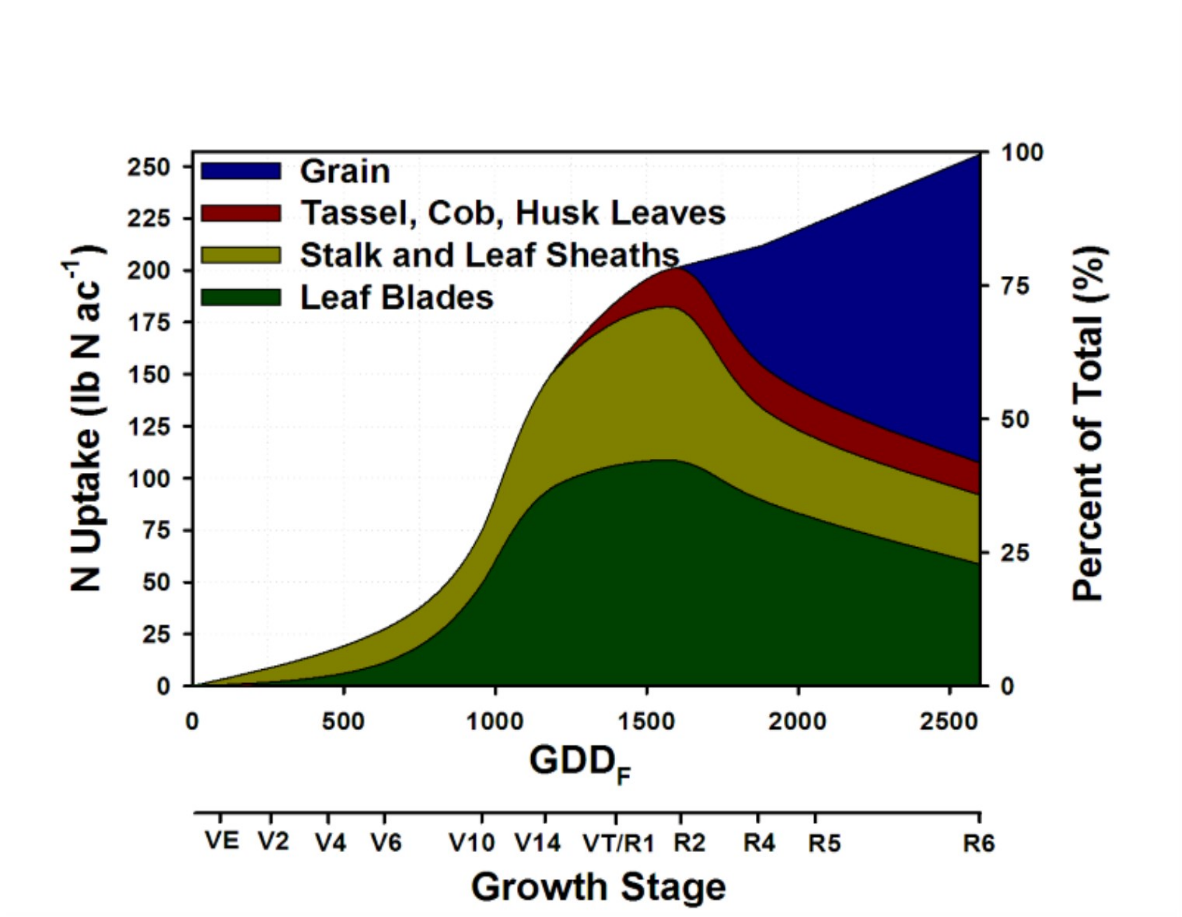 250
225
200
175
150
125
100
75
50
25
0
N Uptake (lb N ac-1)
Grain
Tassel, Cob, Husk Leaves
Stalk and Leaf Sheaths
Leaf Blades
100
75
50
25
0
Percent of Total (%)
0 500 1000 1500 2000 2500
GDDF
VE V2 V4 V6 V10 V14 VT/R1 R2 R4 R5 R6
Growth Stage